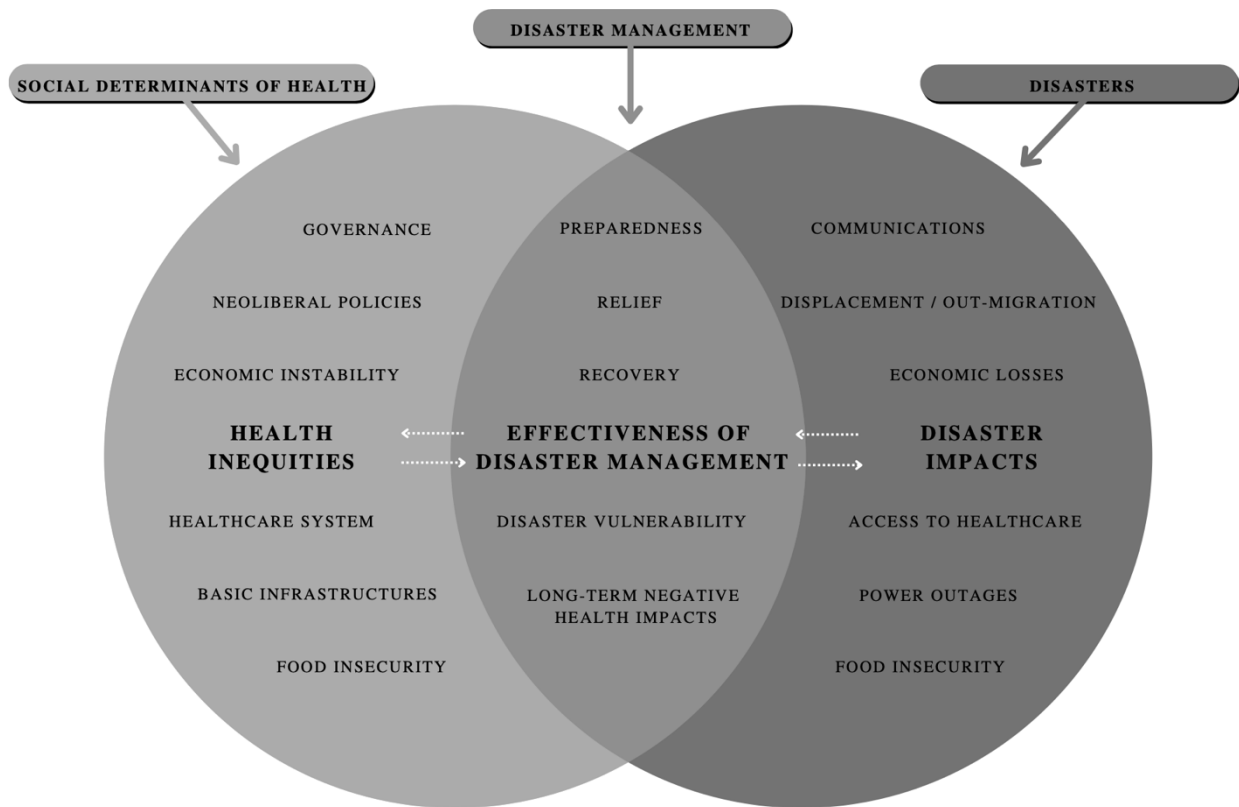 DISASTER MANAGEMENT
SOCIAL DETERMINANTS OF HEALTH
DISASTERS
GOVERNANCE
PREPAREDNESS
COMMUNICATIONS
NEOLIBERAL POLICIES
RELIEF
DISPLACEMENT / OUT-MIGRATION
ECONOMIC INSTABILITY
RECOVERY
ECONOMIC LOSSES
HEALTH
INEQUITIES
EFFECTIVENESS OF
DISASTER MANAGEMENT
DISASTER
IMPACTS
HEALTHCARE SYSTEM
DISASTER VULNERABILITY
ACCESS TO HEALTHCARE
BASIC INFRASTRUCTURES
LONG-TERM NEGATIVE
HEALTH IMPACTS
POWER OUTAGES
FOOD INSECURITY
FOOD INSECURITY